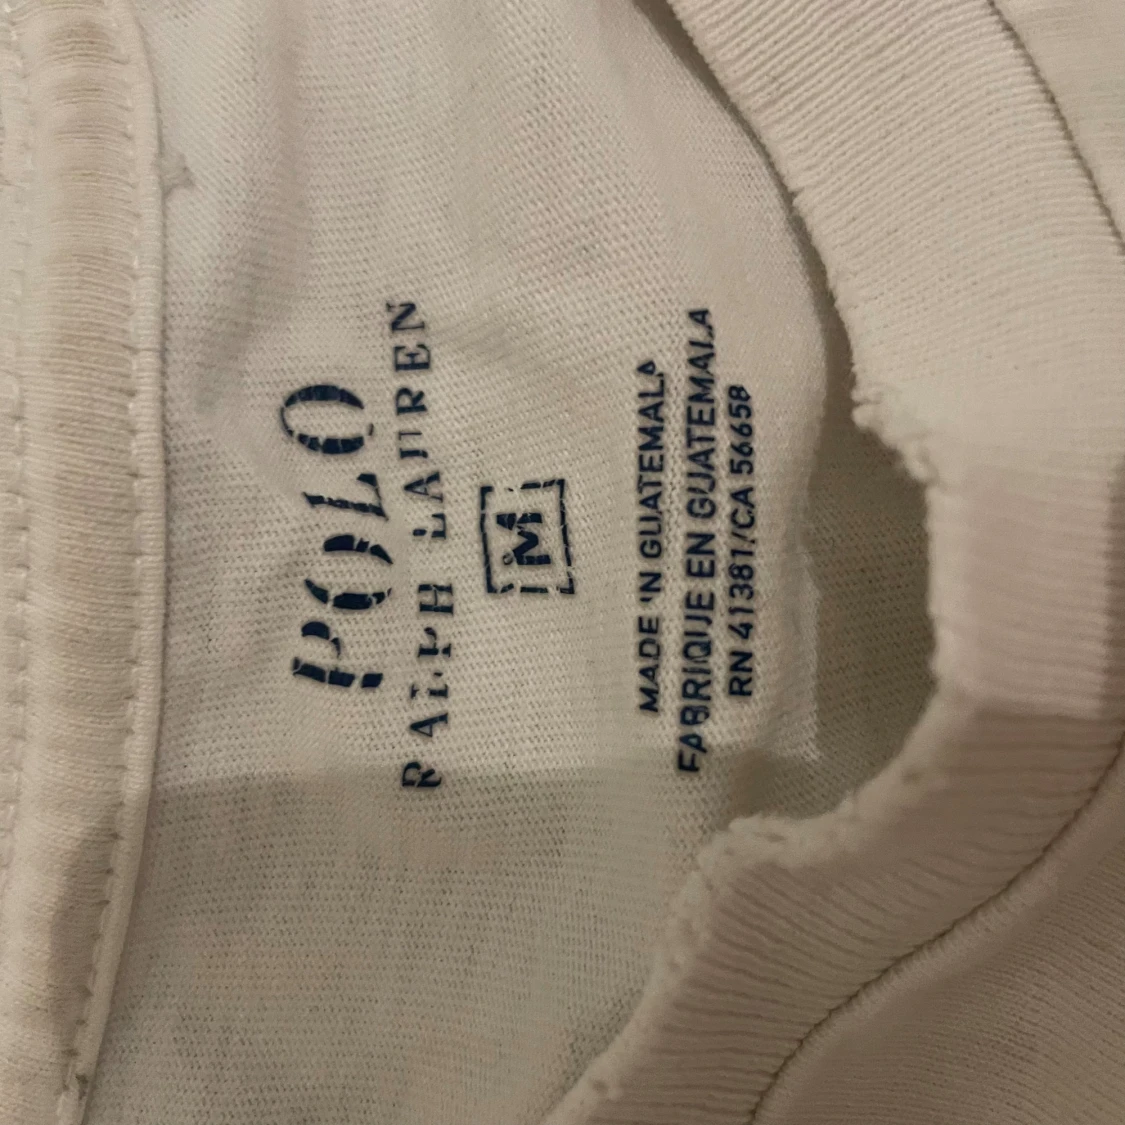 POLO
RALPH LAUREN
M
MADE IN GUATEMALA
FABRIQUE EN GUATEMALA
RN 41381/CA 56658